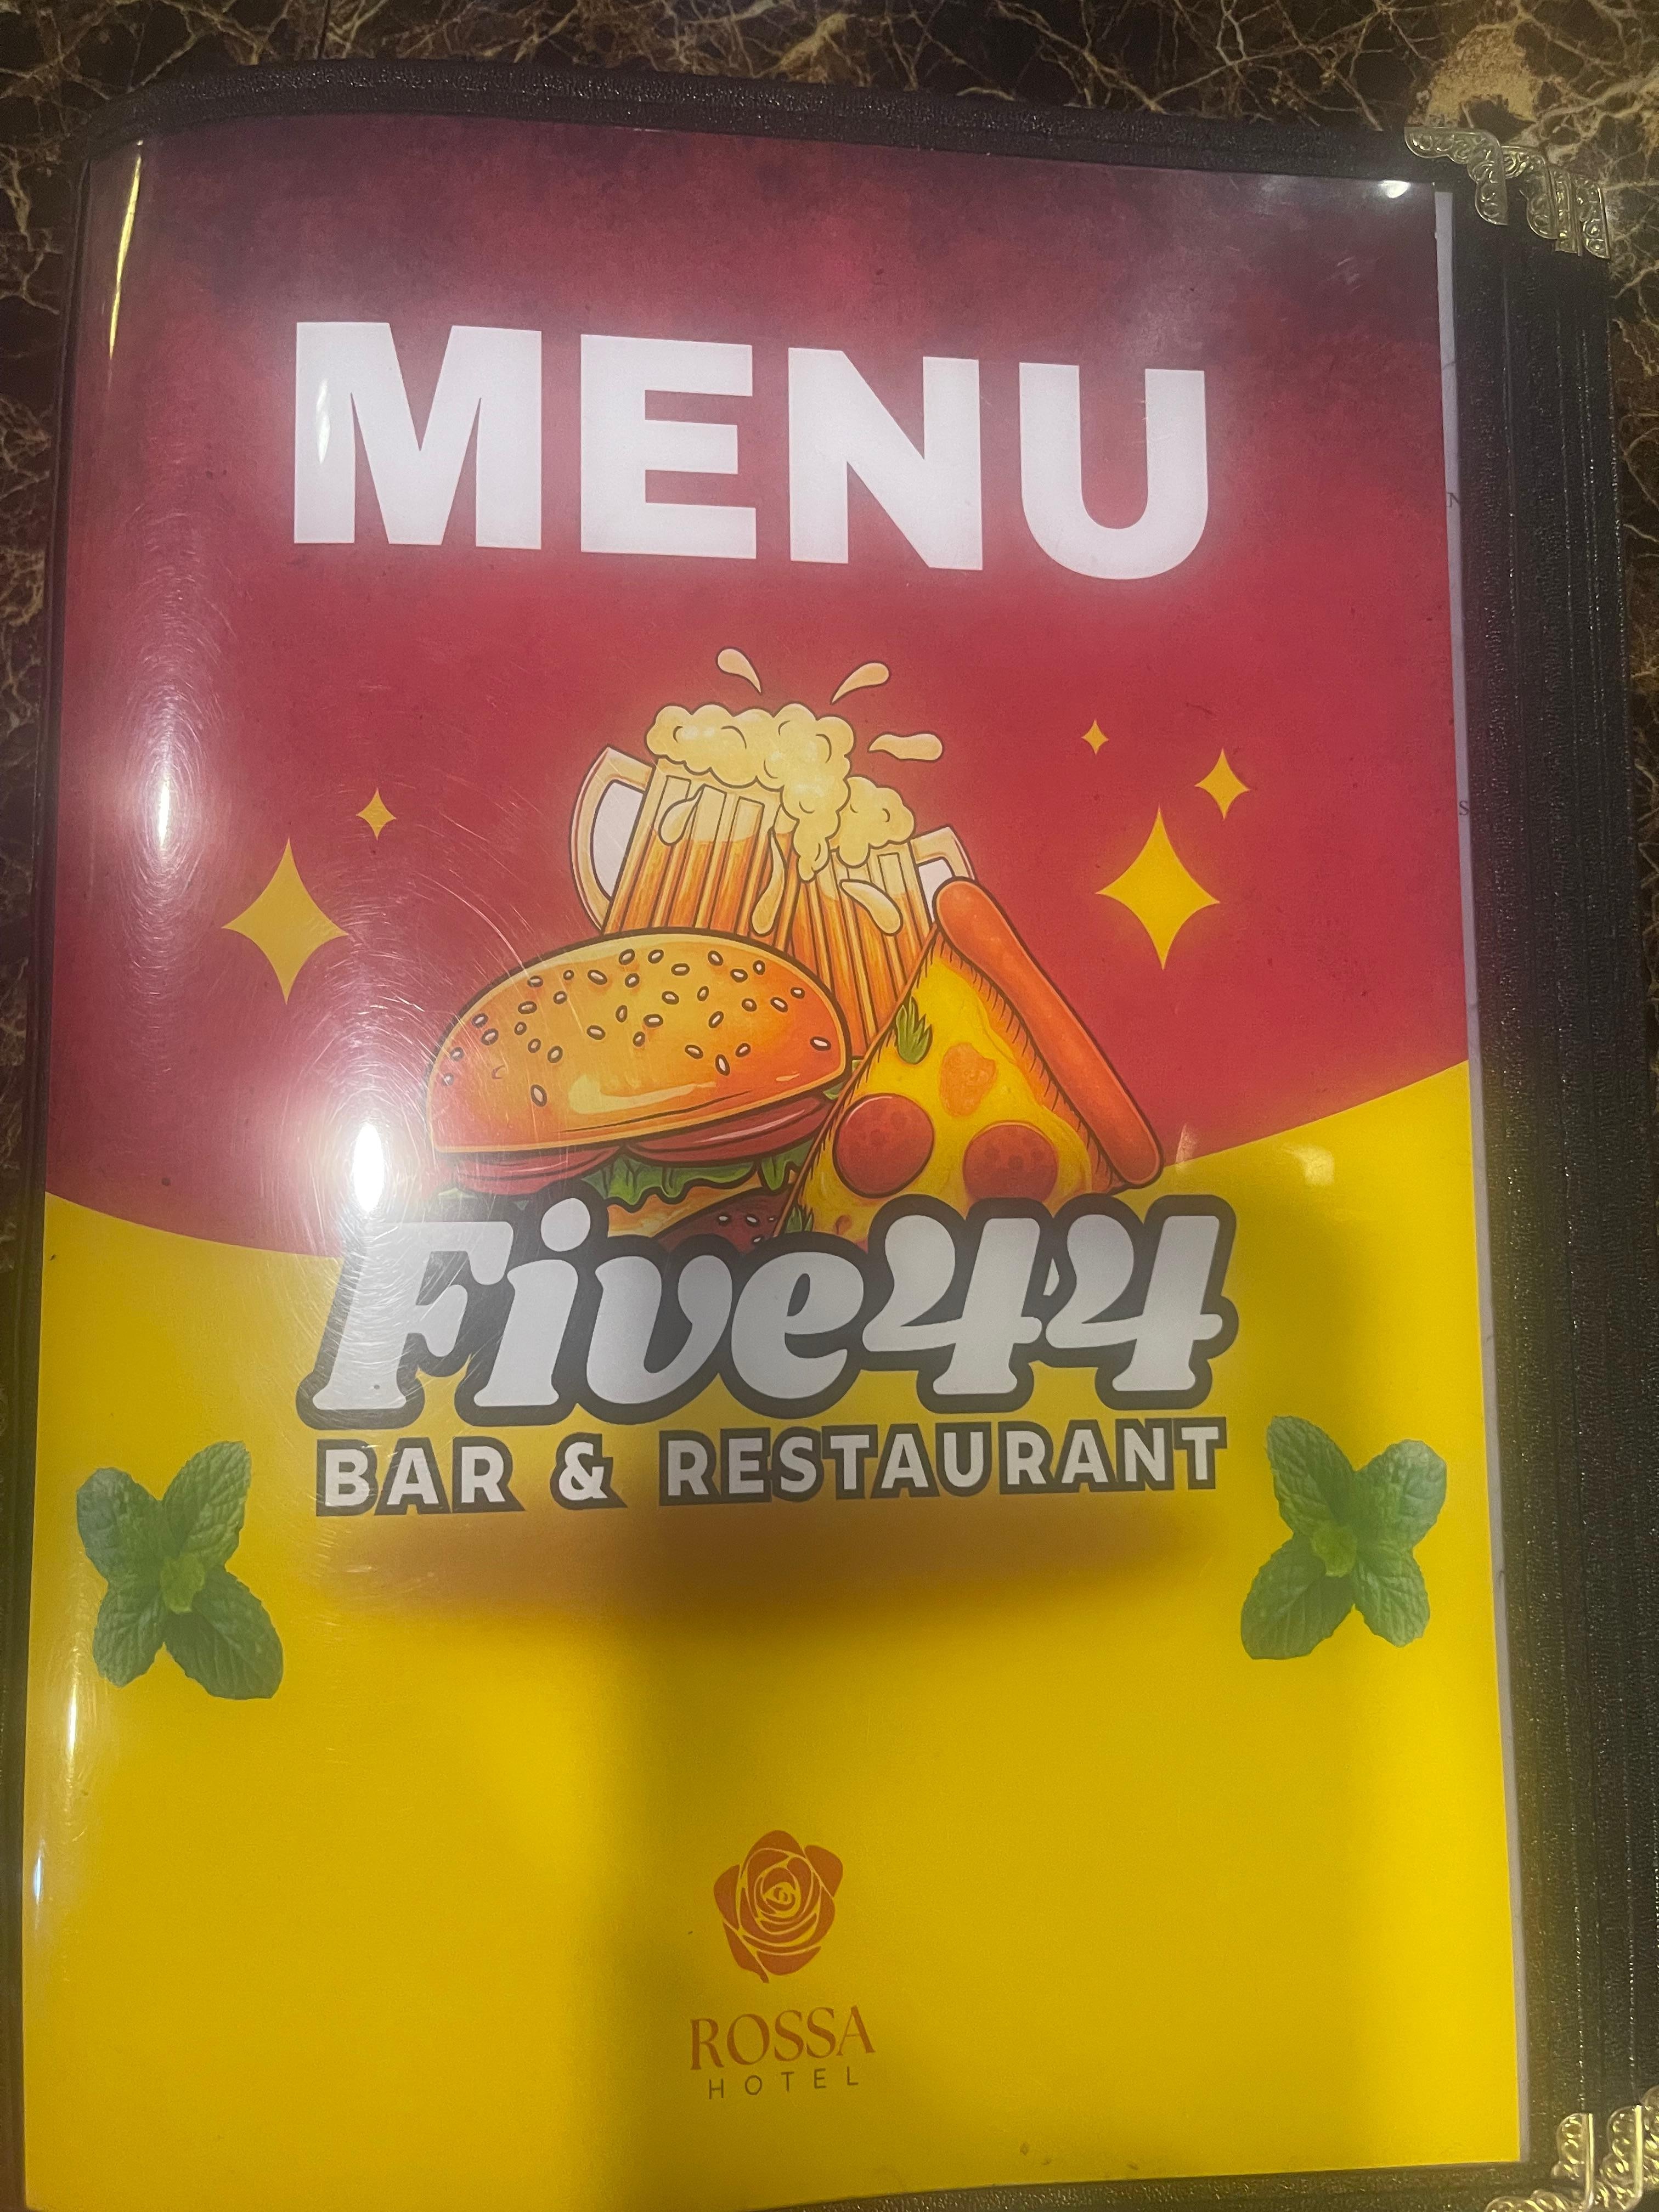 MENU
Five44
BAR & RESTAURANT
ROSSA
HOTEL